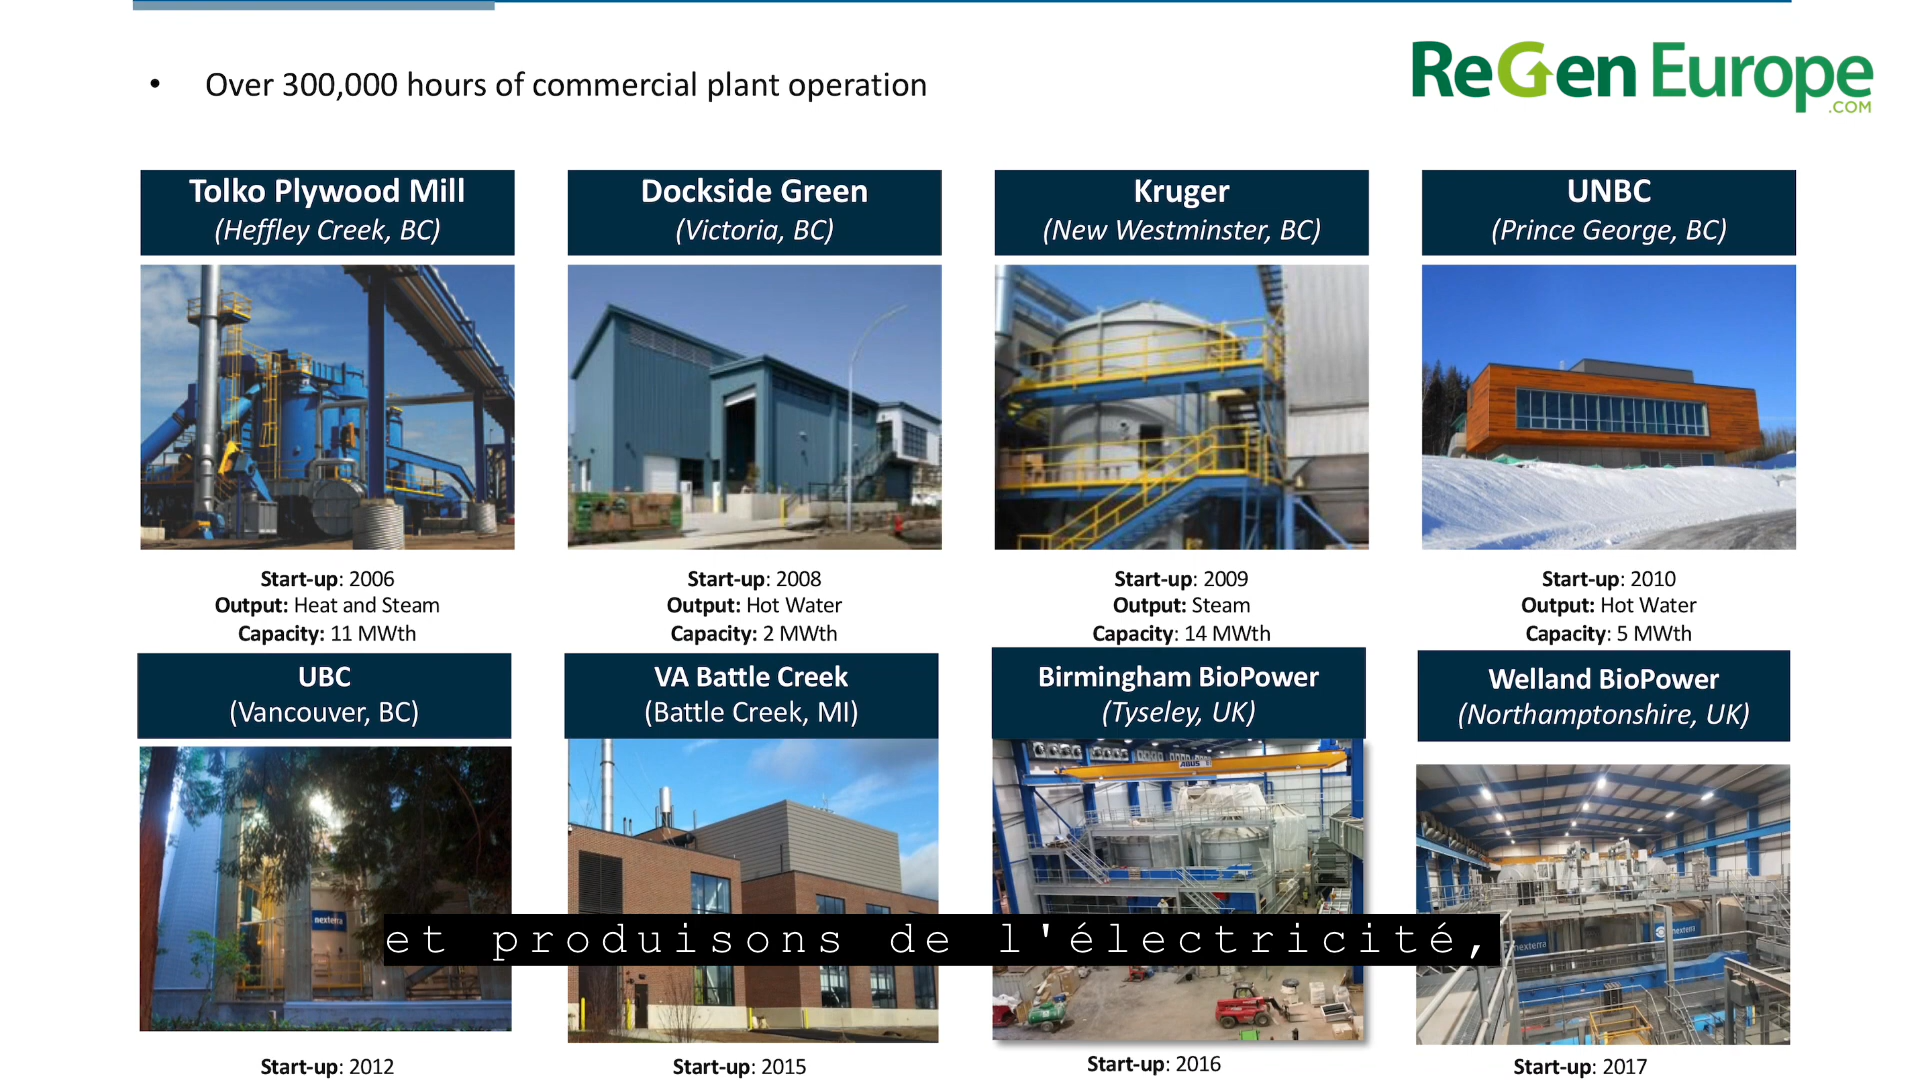 • Over 300,000 hours of commercial plant operation
ReGen Europe
.COM
Tolko Plywood Mill
(Heffley Creek, BC)
Dockside Green
(Victoria, BC)
Kruger
(New Westminster, BC)
UNBC
(Prince George, BC)
Start-up: 2006
Output: Heat and Steam
Capacity: 11 MWth
Start-up: 2008
Output: Hot Water
Capacity: 2 MWth
Start-up: 2009
Output: Steam
Capacity: 14 MWth
Start-up: 2010
Output: Hot Water
Capacity: 5 MWth
UBC
(Vancouver, BC)
VA Battle Creek
(Battle Creek, MI)
Birmingham BioPower
(Tyseley, UK)
Welland BioPower
(Northamptonshire, UK)
ABUS
nexterra
nexterra
nexterra
et produisons de l'électricité,
Start-up: 2012
Start-up: 2015
Start-up: 2016
Start-up: 2017